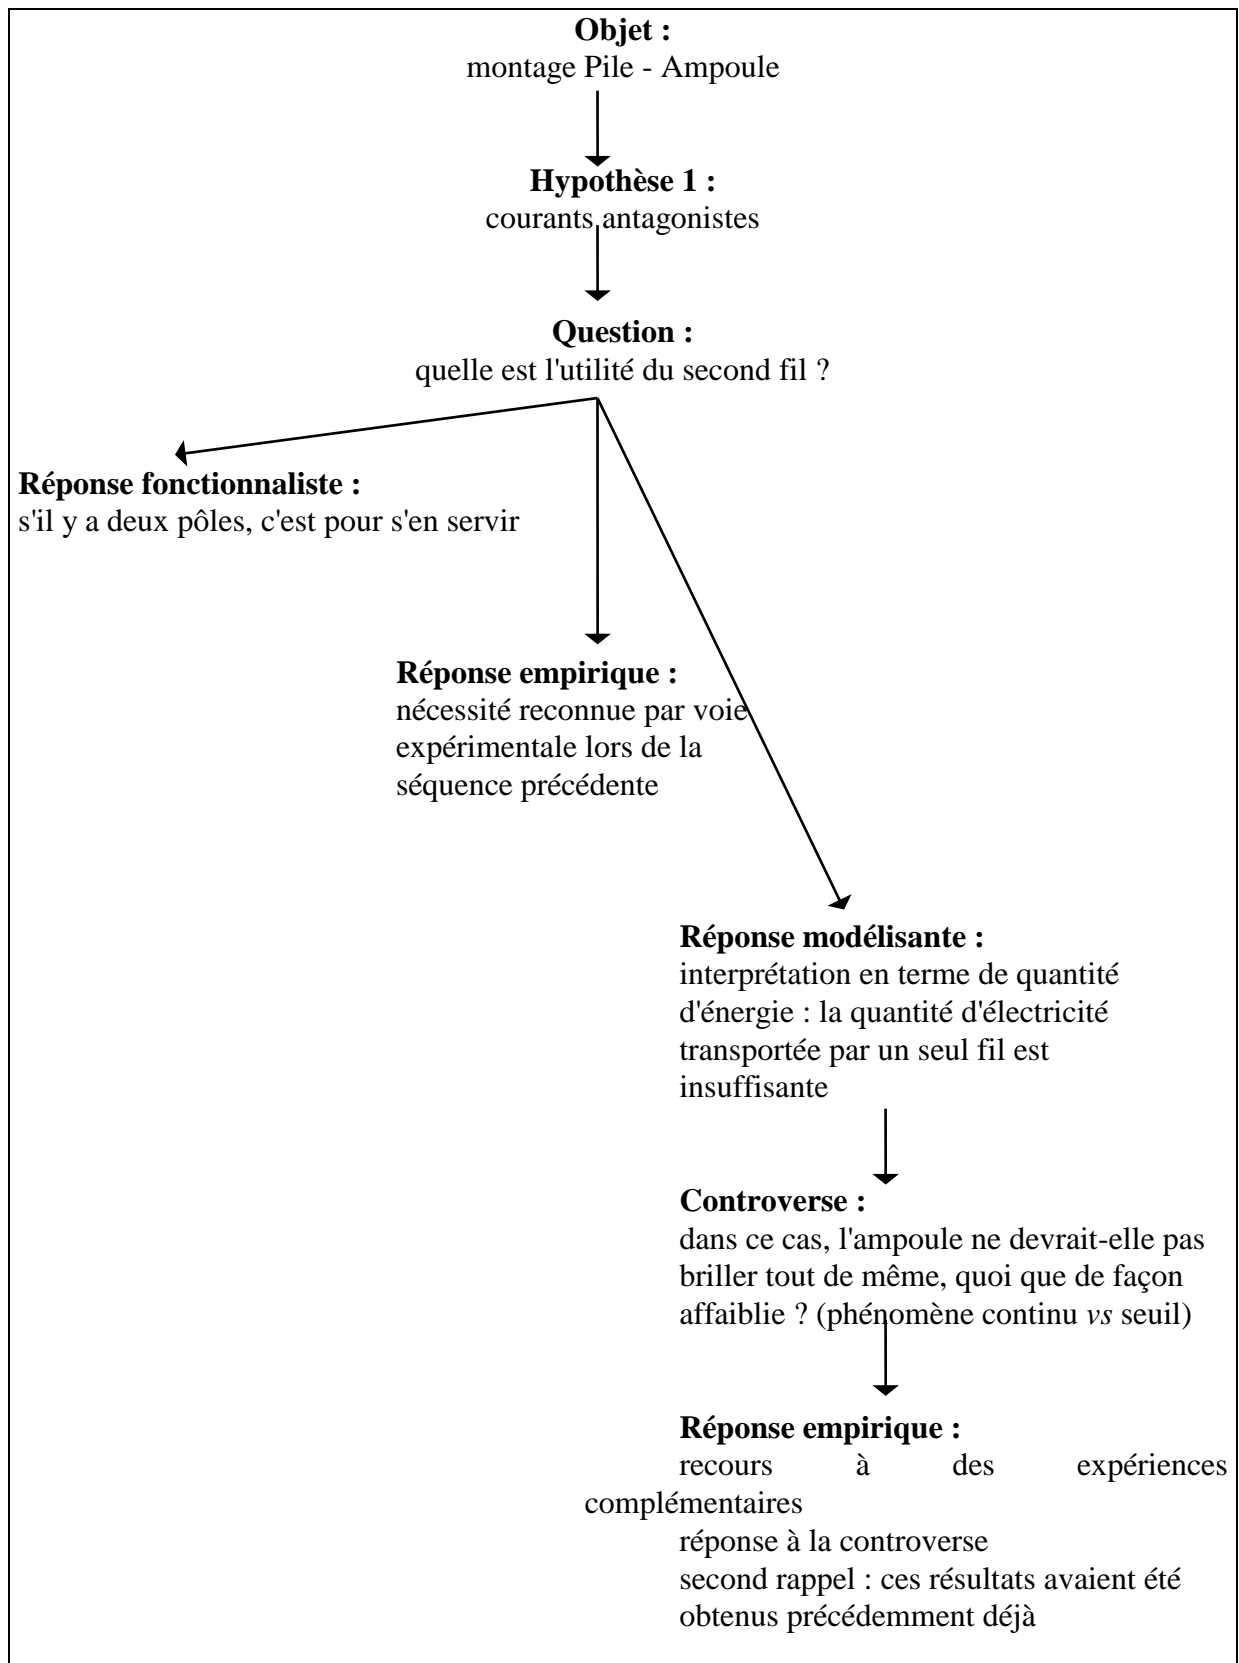 Objet :
montage Pile - Ampoule
Hypothèse 1 :
courants antagonistes
Question :
quelle est l'utilité du second fil ?
Réponse fonctionnaliste :
s'il y a deux pôles, c'est pour s'en servir
Réponse empirique :
nécessité reconnue par voie
expérimentale lors de la
séquence précédente
Réponse modélisante :
interprétation en terme de quantité
d'énergie : la quantité d'électricité
transportée par un seul fil est
insuffisante
Controverse :
dans ce cas, l'ampoule ne devrait-elle pas
briller tout de même, quoi que de façon
affaiblie ? (phénomène continu vs seuil)
Réponse empirique :
recours à des expériences
complémentaires
réponse à la controverse
second rappel : ces résultats avaient été
obtenus précédemment déjà